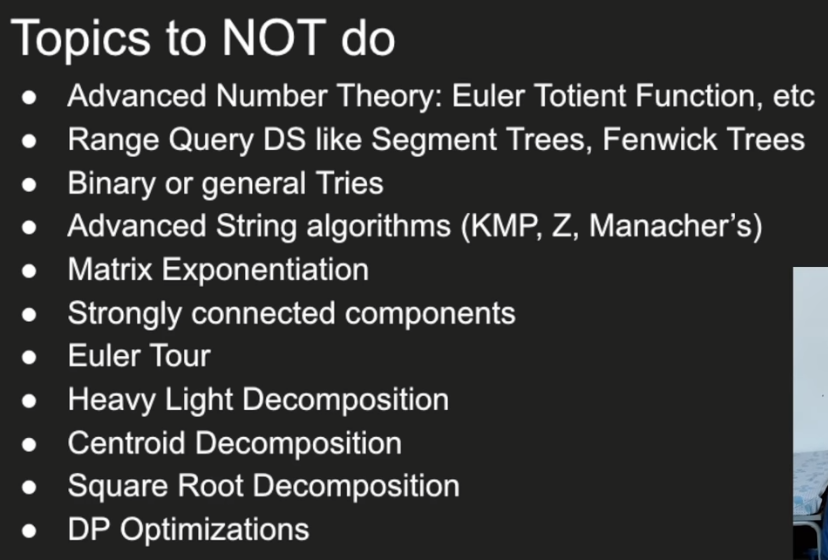 Topics to NOT do
● Advanced Number Theory: Euler Totient Function, etc
● Range Query DS like Segment Trees, Fenwick Trees
● Binary or general Tries
● Advanced String algorithms (KMP, Z, Manacher’s)
● Matrix Exponentiation
● Strongly connected components
● Euler Tour
● Heavy Light Decomposition
● Centroid Decomposition
● Square Root Decomposition
● DP Optimizations